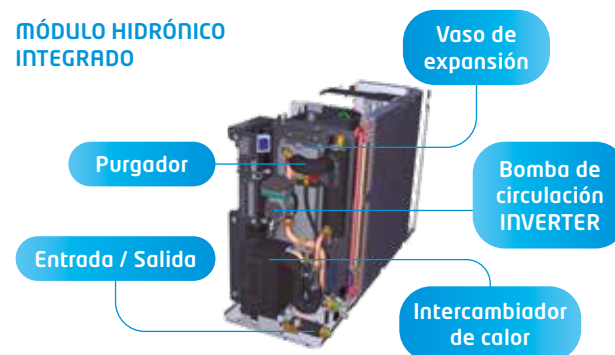 MÓDULO HIDRÓNICO
INTEGRADO
Vaso de
expansión
Purgador
Bomba de
circulación
INVERTER
Entrada / Salida
Intercambiador
de calor